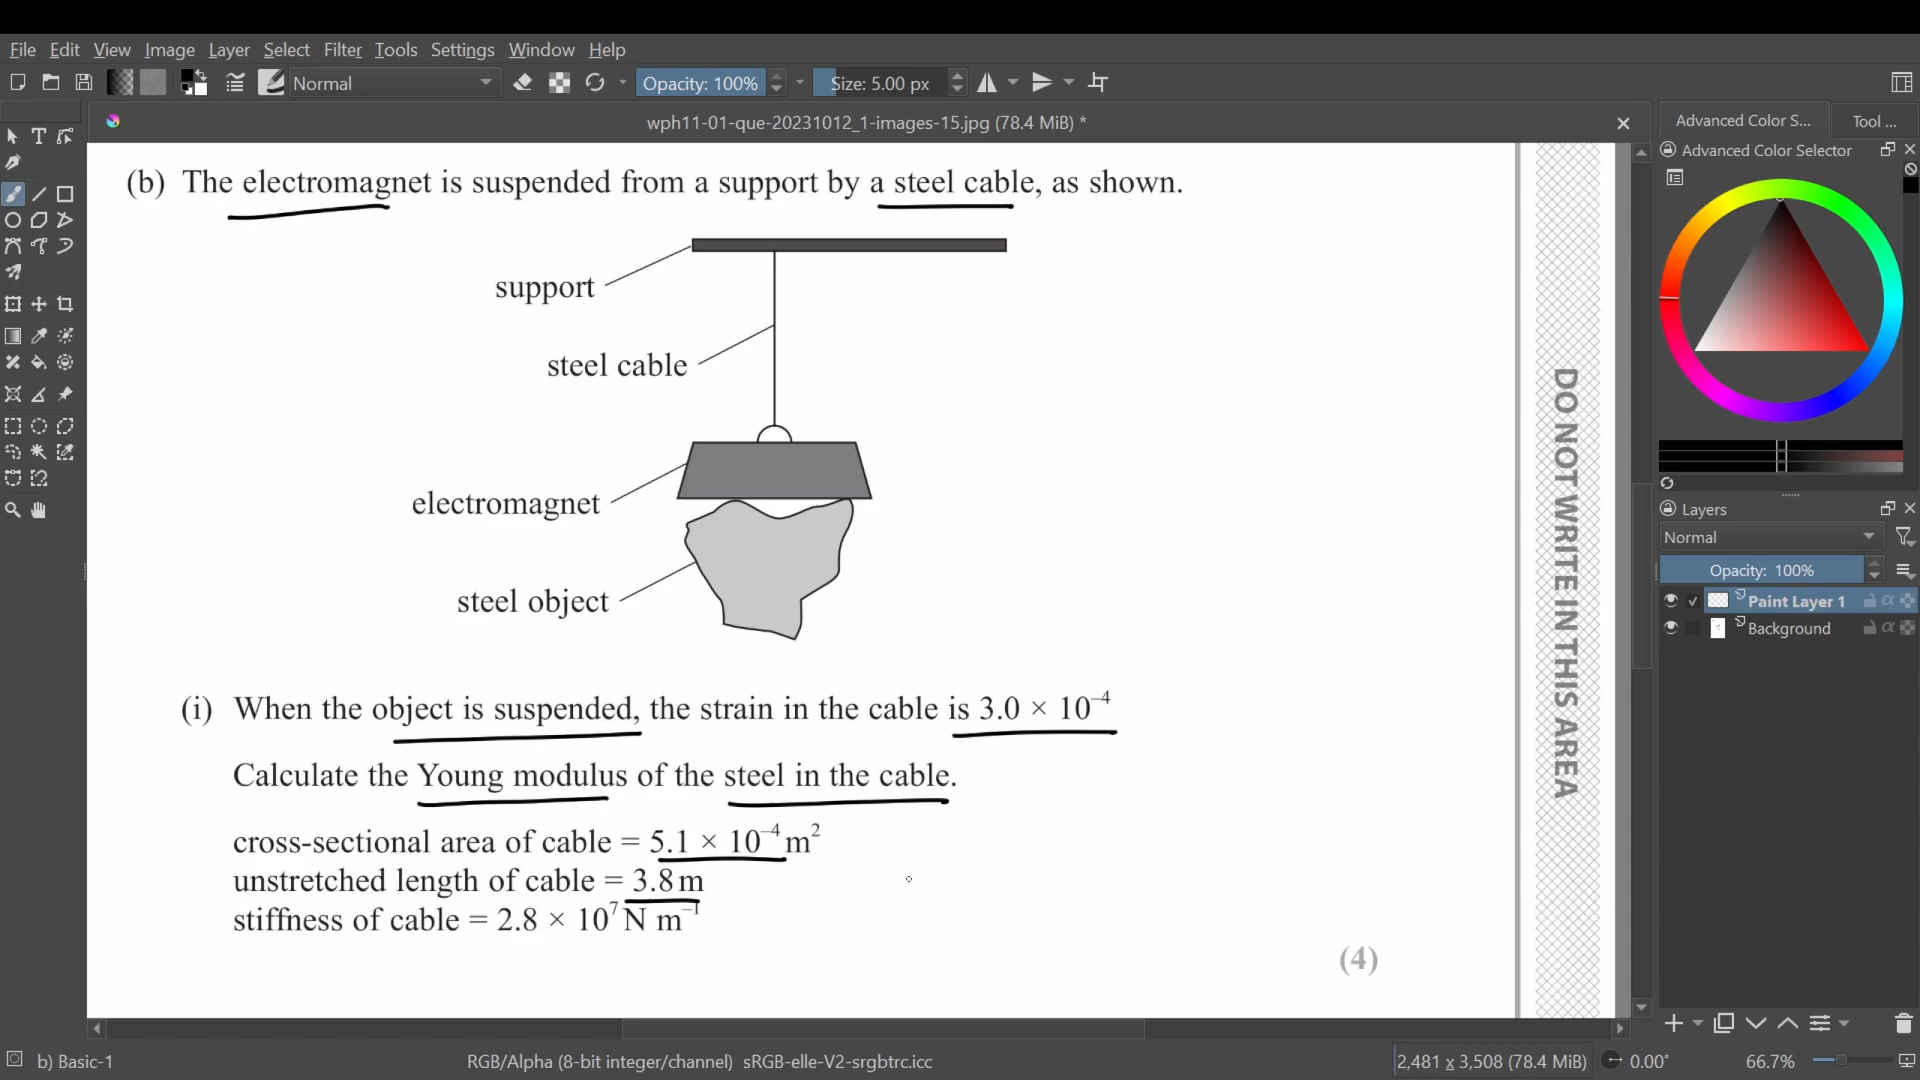 File Edit View Image Layer Select Filter Tools Settings Window Help
Normal Opacity: 100% Size: 5.00 px
wph11-01-que-20231012_1-images-15.jpg (78.4 MiB) *
Advanced Color S... Tool ...
Advanced Color Selector
(b) The electromagnet is suspended from a support by a steel cable, as shown.
support
steel cable
electromagnet
steel object
(i) When the object is suspended, the strain in the cable is 3.0 × 10⁻⁴
Calculate the Young modulus of the steel in the cable.
cross-sectional area of cable = 5.1 × 10⁻⁴ m²
unstretched length of cable = 3.8 m
stiffness of cable = 2.8 × 10⁷ N m⁻¹
(4)
DO NOT WRITE IN THIS AREA
Layers
Normal
Opacity: 100%
Paint Layer 1
Background
b) Basic-1 RGB/Alpha (8-bit integer/channel) sRGB-elle-V2-srgbtrc.icc 2,481 x 3,508 (78.4 MiB) 0.00° 66.7%